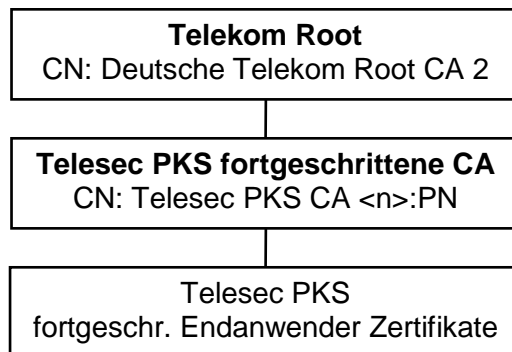 Telekom Root
CN: Deutsche Telekom Root CA 2
Telesec PKS fortgeschrittene CA
CN: Telesec PKS CA <n>:PN
Telesec PKS
fortgeschr. Endanwender Zertifikate